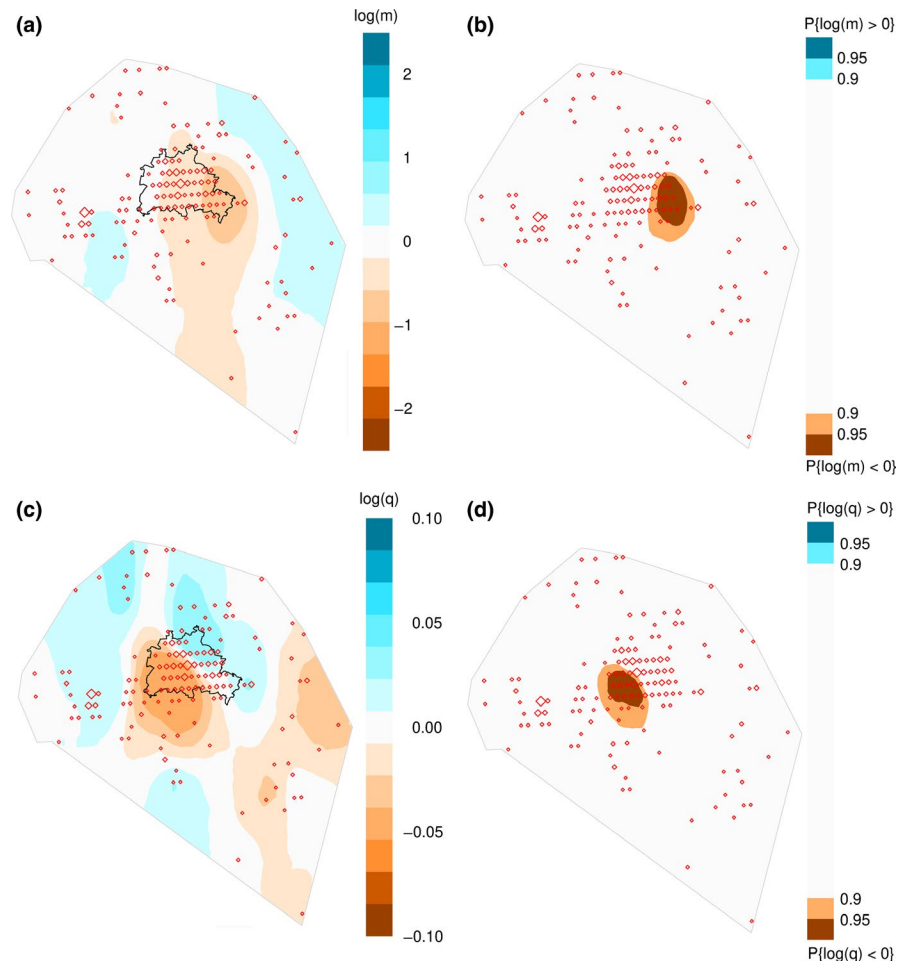 (a)
log(m)
2
1
0
−1
−2
(b)
P{log(m) > 0}
0.95
0.9
0.9
0.95
P{log(m) < 0}
(c)
log(q)
0.10
0.05
0.00
−0.05
−0.10
(d)
P{log(q) > 0}
0.95
0.9
0.9
0.95
P{log(q) < 0}